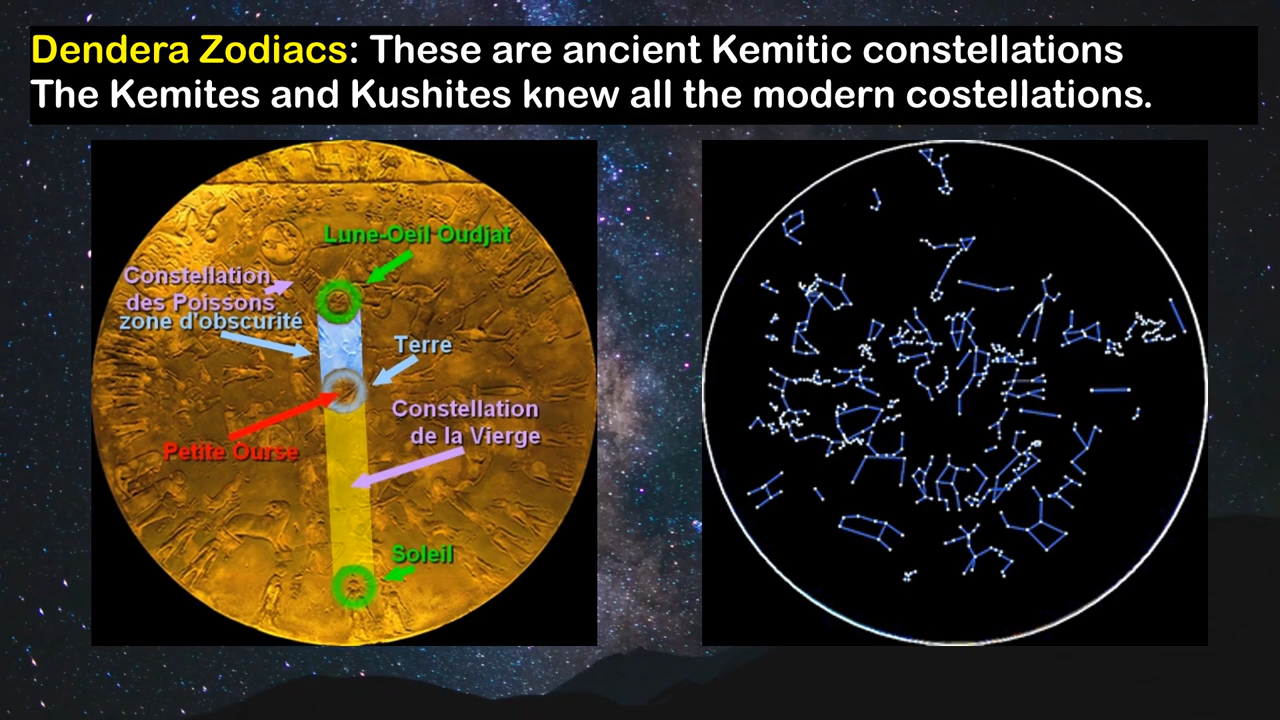 Dendera Zodiacs: These are ancient Kemitic constellations
The Kemites and Kushites knew all the modern costellations.
Lune-Oeil Oudjat
Constellation
des Poissons
zone d'obscurité
Terre
Constellation
de la Vierge
Petite Ourse
Soleil